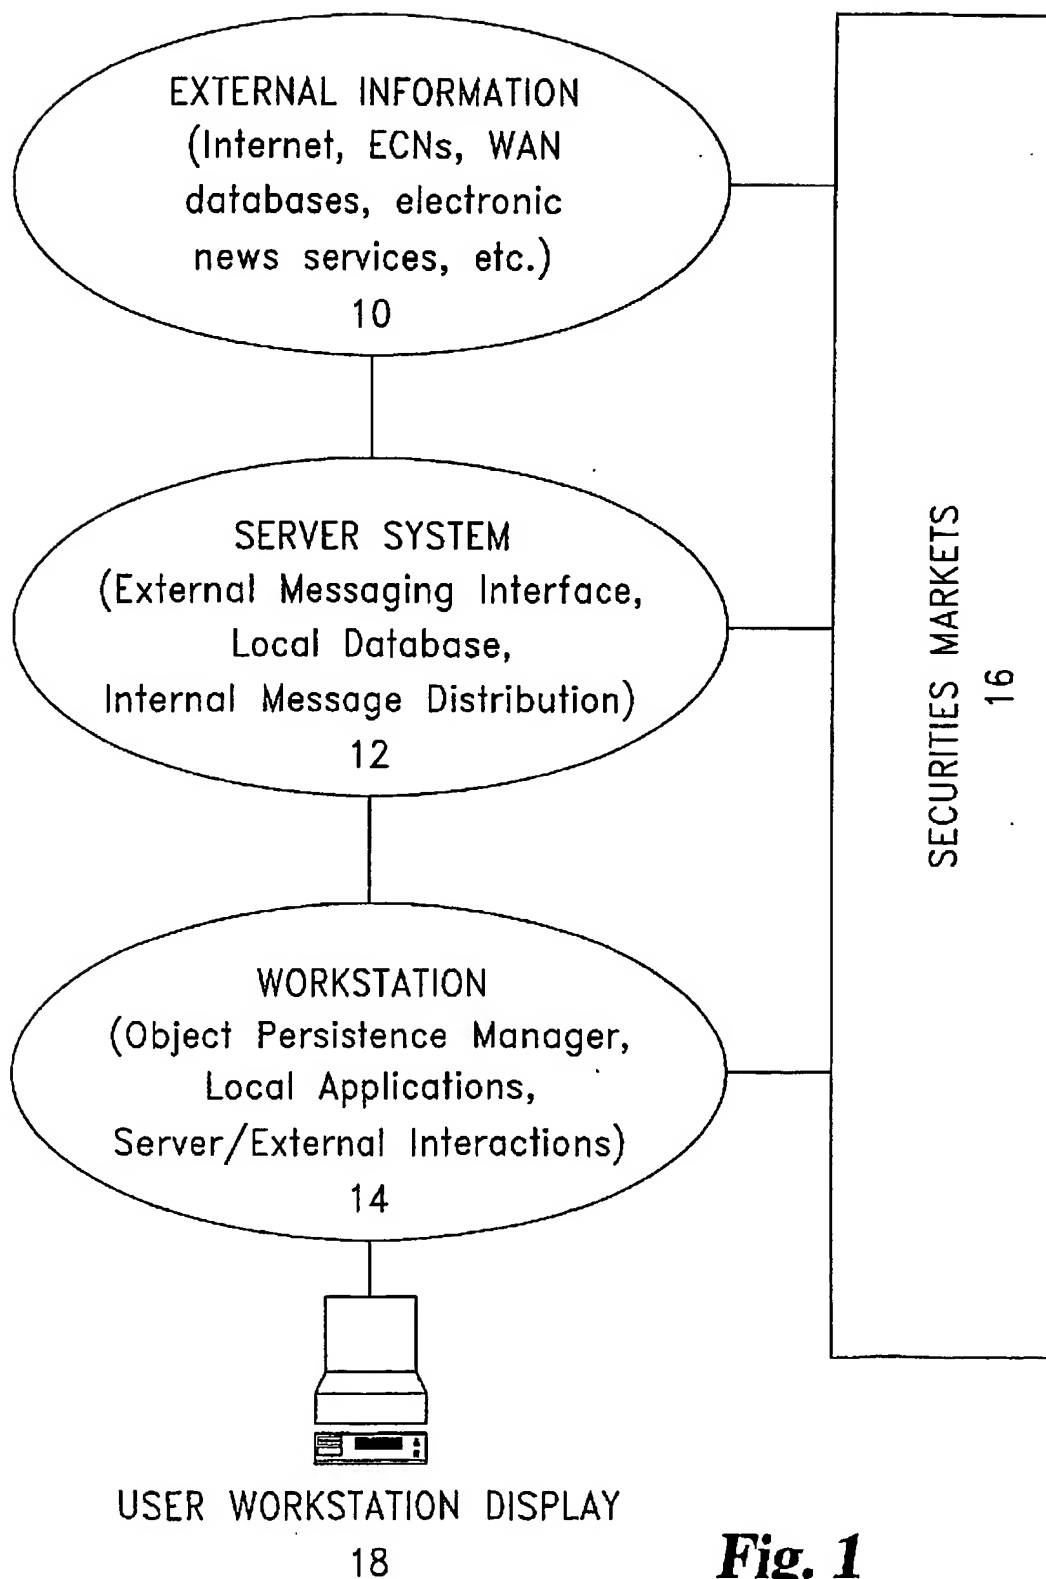 EXTERNAL INFORMATION
(Internet, ECNs, WAN
databases, electronic
news services, etc.)
10
SERVER SYSTEM
(External Messaging Interface,
Local Database,
Internal Message Distribution)
12
WORKSTATION
(Object Persistence Manager,
Local Applications,
Server/External Interactions)
14
SECURITIES MARKETS
16
USER WORKSTATION DISPLAY
18
Fig. 1